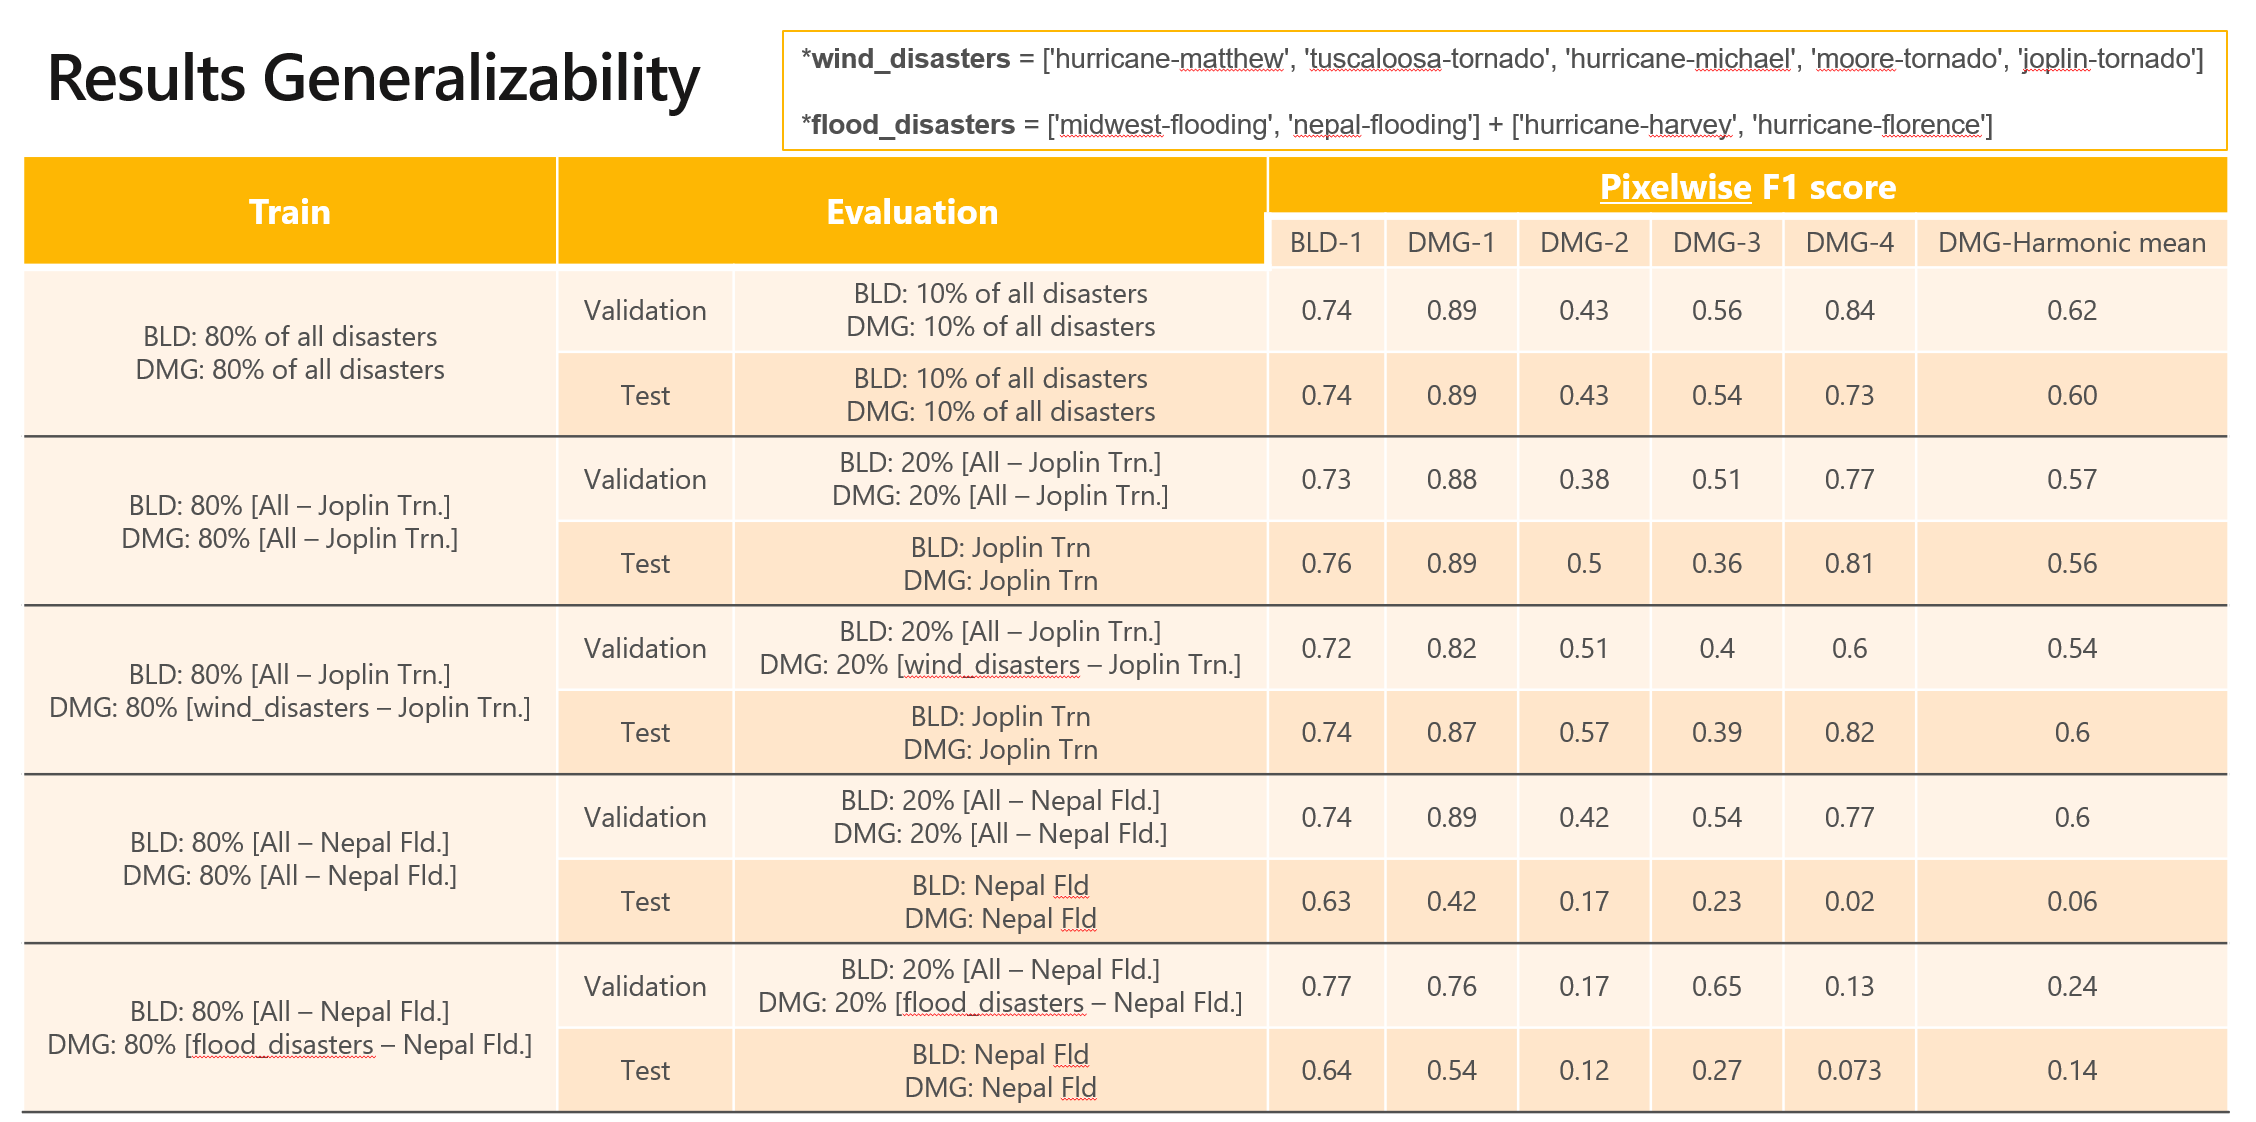 Results Generalizability
*wind_disasters = ['hurricane-matthew', 'tuscaloosa-tornado', 'hurricane-michael', 'moore-tornado', 'joplin-tornado']
*flood_disasters = ['midwest-flooding', 'nepal-flooding'] + ['hurricane-harvey', 'hurricane-florence']
Train
Evaluation
Pixelwise F1 score
BLD-1 DMG-1 DMG-2 DMG-3 DMG-4 DMG-Harmonic mean
BLD: 80% of all disasters
DMG: 80% of all disasters
Validation
BLD: 10% of all disasters
DMG: 10% of all disasters
0.74 0.89 0.43 0.56 0.84 0.62
Test
BLD: 10% of all disasters
DMG: 10% of all disasters
0.74 0.89 0.43 0.54 0.73 0.60
BLD: 80% [All – Joplin Trn.]
DMG: 80% [All – Joplin Trn.]
Validation
BLD: 20% [All – Joplin Trn.]
DMG: 20% [All – Joplin Trn.]
0.73 0.88 0.38 0.51 0.77 0.57
Test
BLD: Joplin Trn
DMG: Joplin Trn
0.76 0.89 0.5 0.36 0.81 0.56
BLD: 80% [All – Joplin Trn.]
DMG: 80% [wind_disasters – Joplin Trn.]
Validation
BLD: 20% [All – Joplin Trn.]
DMG: 20% [wind_disasters – Joplin Trn.]
0.72 0.82 0.51 0.4 0.6 0.54
Test
BLD: Joplin Trn
DMG: Joplin Trn
0.74 0.87 0.57 0.39 0.82 0.6
BLD: 80% [All – Nepal Fld.]
DMG: 80% [All – Nepal Fld.]
Validation
BLD: 20% [All – Nepal Fld.]
DMG: 20% [All – Nepal Fld.]
0.74 0.89 0.42 0.54 0.77 0.6
Test
BLD: Nepal Fld
DMG: Nepal Fld
0.63 0.42 0.17 0.23 0.02 0.06
BLD: 80% [All – Nepal Fld.]
DMG: 80% [flood_disasters – Nepal Fld.]
Validation
BLD: 20% [All – Nepal Fld.]
DMG: 20% [flood_disasters – Nepal Fld.]
0.77 0.76 0.17 0.65 0.13 0.24
Test
BLD: Nepal Fld
DMG: Nepal Fld
0.64 0.54 0.12 0.27 0.073 0.14